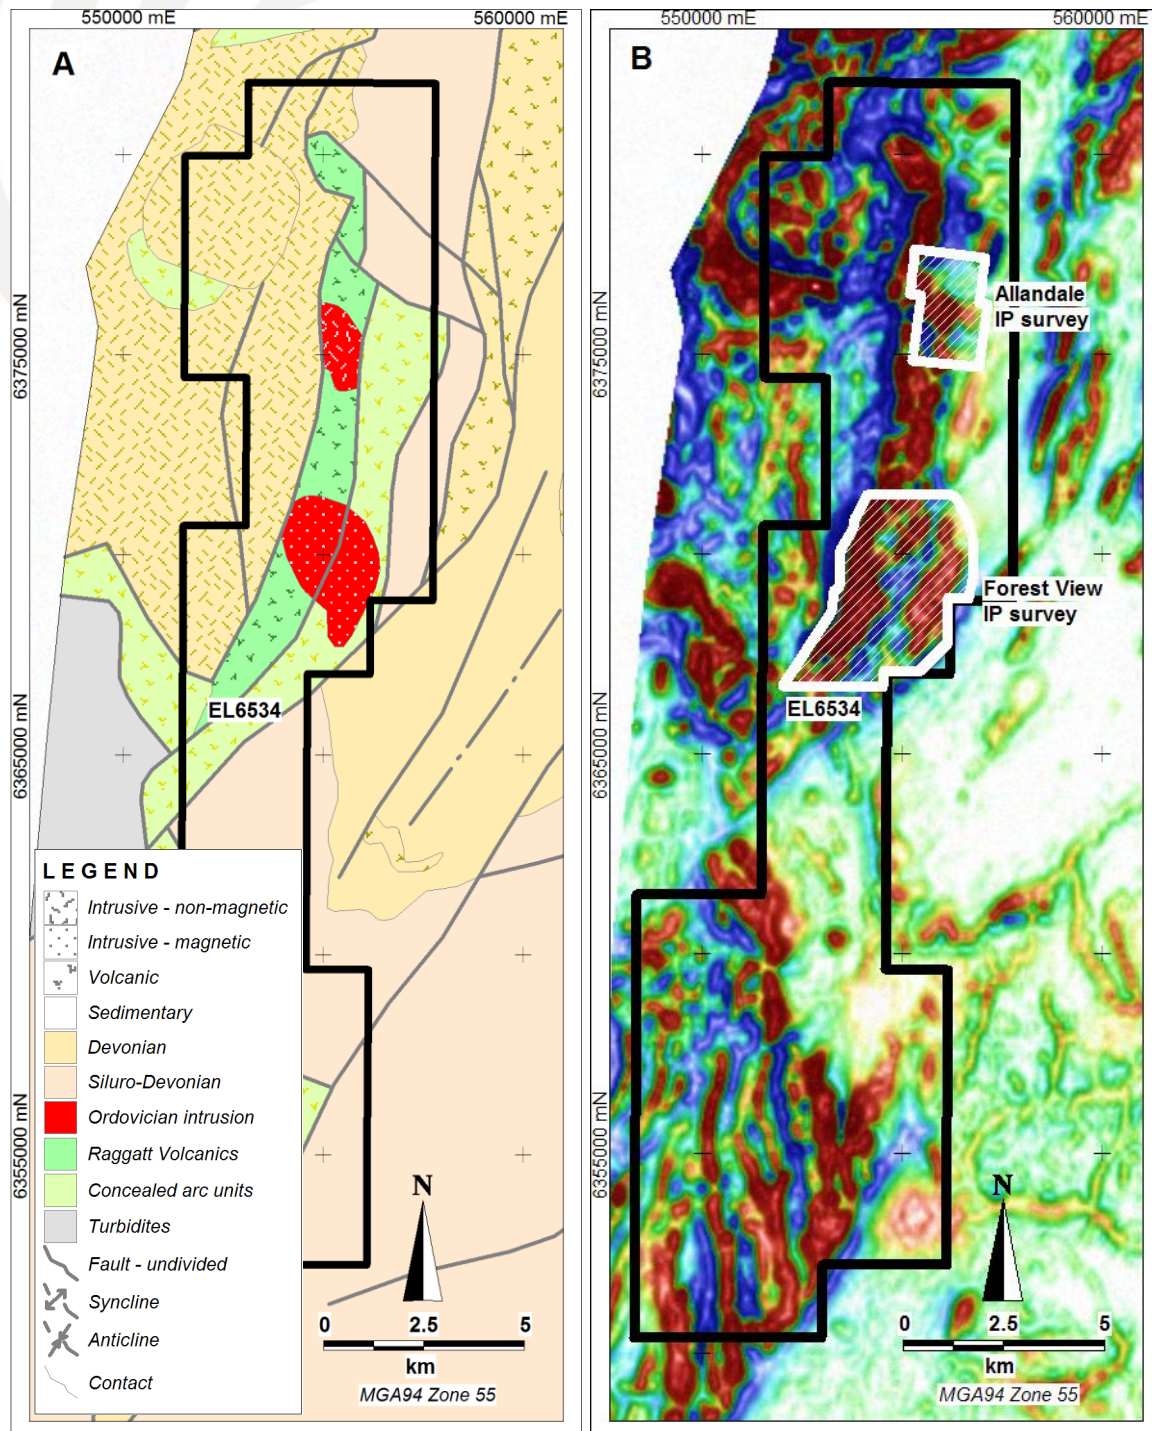 550000 mE
560000 mE
A
6375000 mN
6365000 mN
6355000 mN
EL6534
LEGEND
Intrusive - non-magnetic
Intrusive - magnetic
Volcanic
Sedimentary
Devonian
Siluro-Devonian
Ordovician intrusion
Raggatt Volcanics
Concealed arc units
Turbidites
Fault - undivided
Syncline
Anticline
Contact
N
0 2.5 5
km
MGA94 Zone 55
550000 mE
560000 mE
B
6375000 mN
6365000 mN
6355000 mN
Allandale
IP survey
Forest View
IP survey
EL6534
N
0 2.5 5
km
MGA94 Zone 55